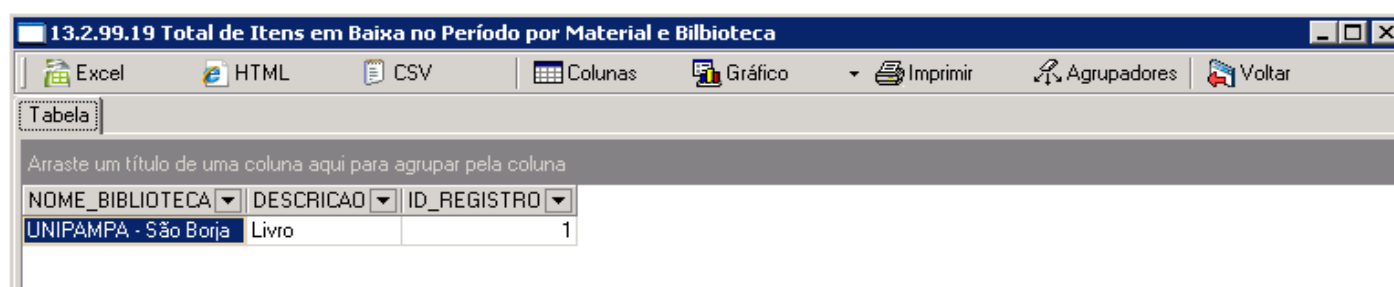 13.2.99.19 Total de Itens em Baixa no Período por Material e Bilbioteca
Excel HTML CSV Colunas Gráfico Imprimir Agrupadores Voltar
Tabela
Arraste um título de uma coluna aqui para agrupar pela coluna
NOME_BIBLIOTECA DESCRICAO ID_REGISTRO
UNIPAMPA - São Borja Livro 1